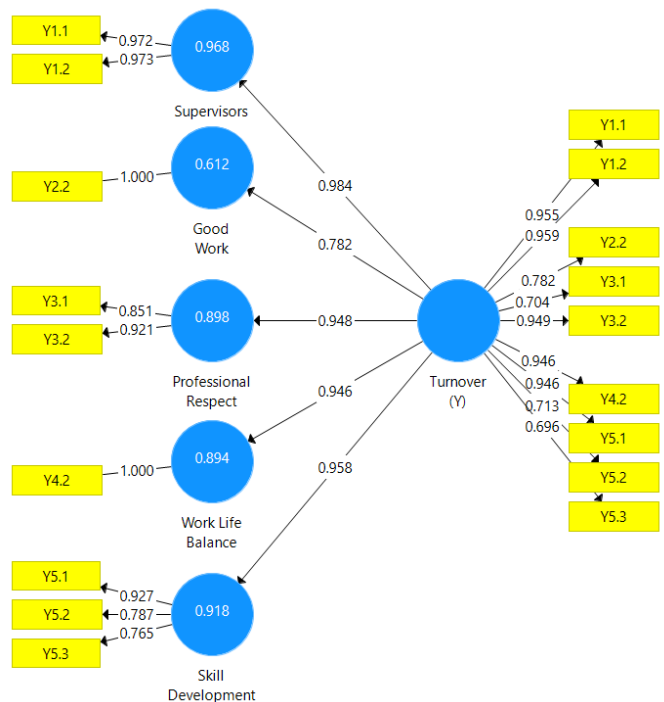 Y1.1
0.972
Y1.2
0.973
0.968
Supervisors
Y2.2
1.000
0.612
Good
Work
Y3.1
0.851
Y3.2
0.921
0.898
Professional
Respect
Y4.2
1.000
0.894
Work Life
Balance
Y5.1
0.927
Y5.2
0.787
Y5.3
0.765
0.918
Skill
Development
0.984
0.782
0.948
0.946
0.958
Turnover
(Y)
0.955
0.959
0.782
0.704
0.949
0.946
0.946
0.713
0.696
Y1.1
Y1.2
Y2.2
Y3.1
Y3.2
Y4.2
Y5.1
Y5.2
Y5.3